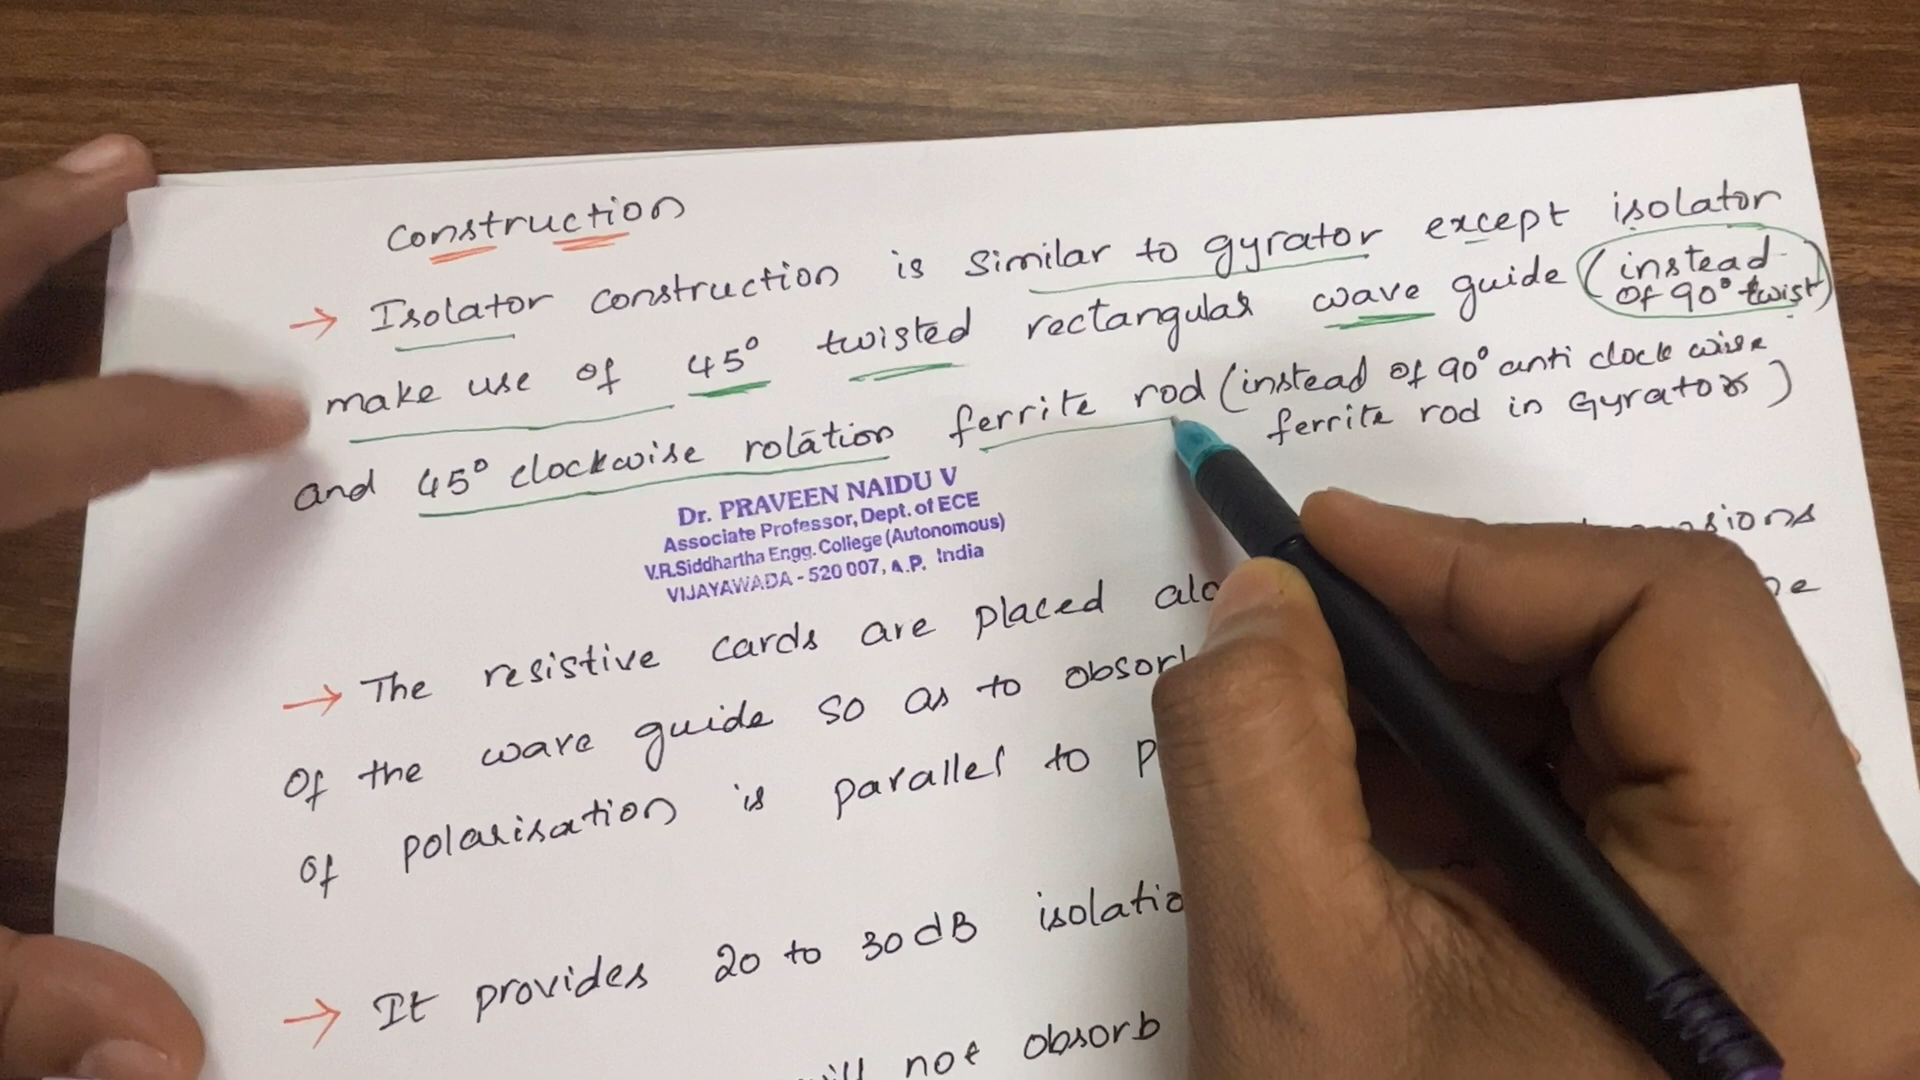 Construction
→ Isolator construction is similar to gyrator except isolator
make use of 45° twisted rectangular wave guide (instead of 90° twist)
and 45° clockwise rotation ferrite rod (instead of 90° anti clock wise ferrite rod in Gyrators)
Dr. PRAVEEN NAIDU V
Associate Professor, Dept. of ECE
V.R.Siddhartha Engg. College (Autonomous)
VIJAYAWADA - 520 007, A.P. India
→ The resistive cards are placed
of the wave guide so as to
of polarisation is parallel to
→ It provides 20 to 30 dB
not absorb